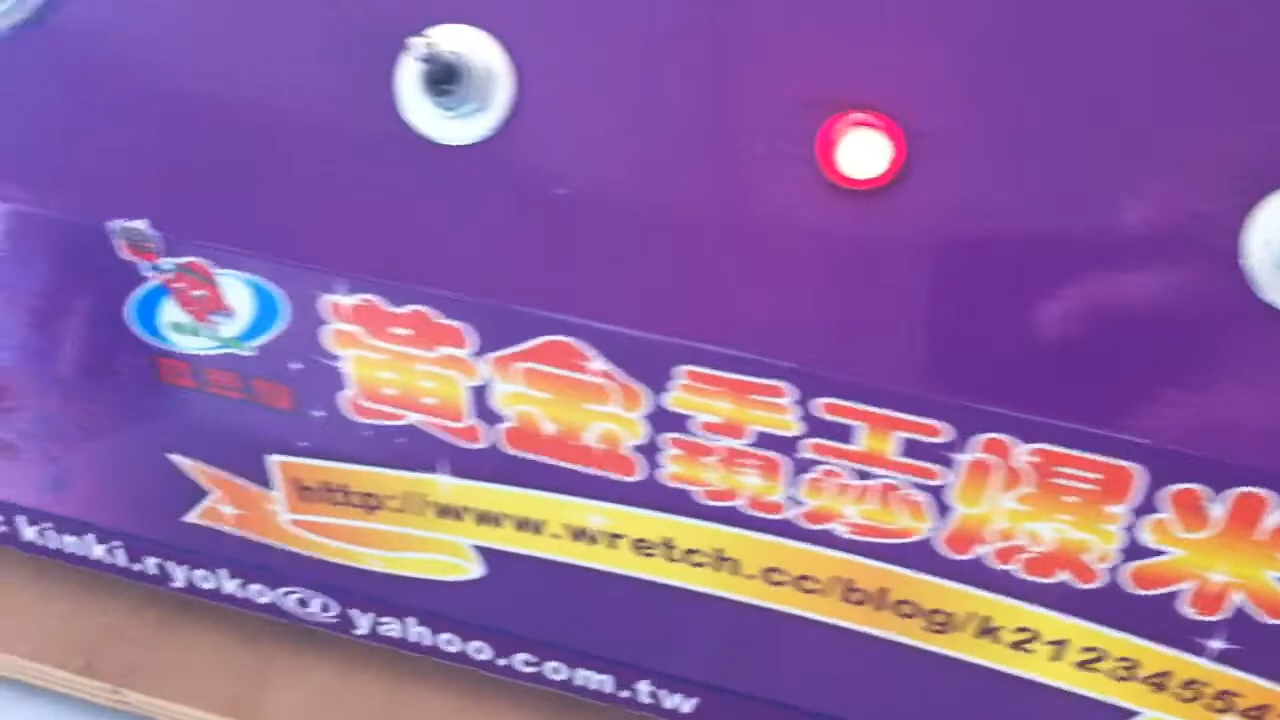 黃金手工爆米
現炒
http://www.wretch.cc/blog/k21234554
kinki.ryoko@yahoo.com.tw